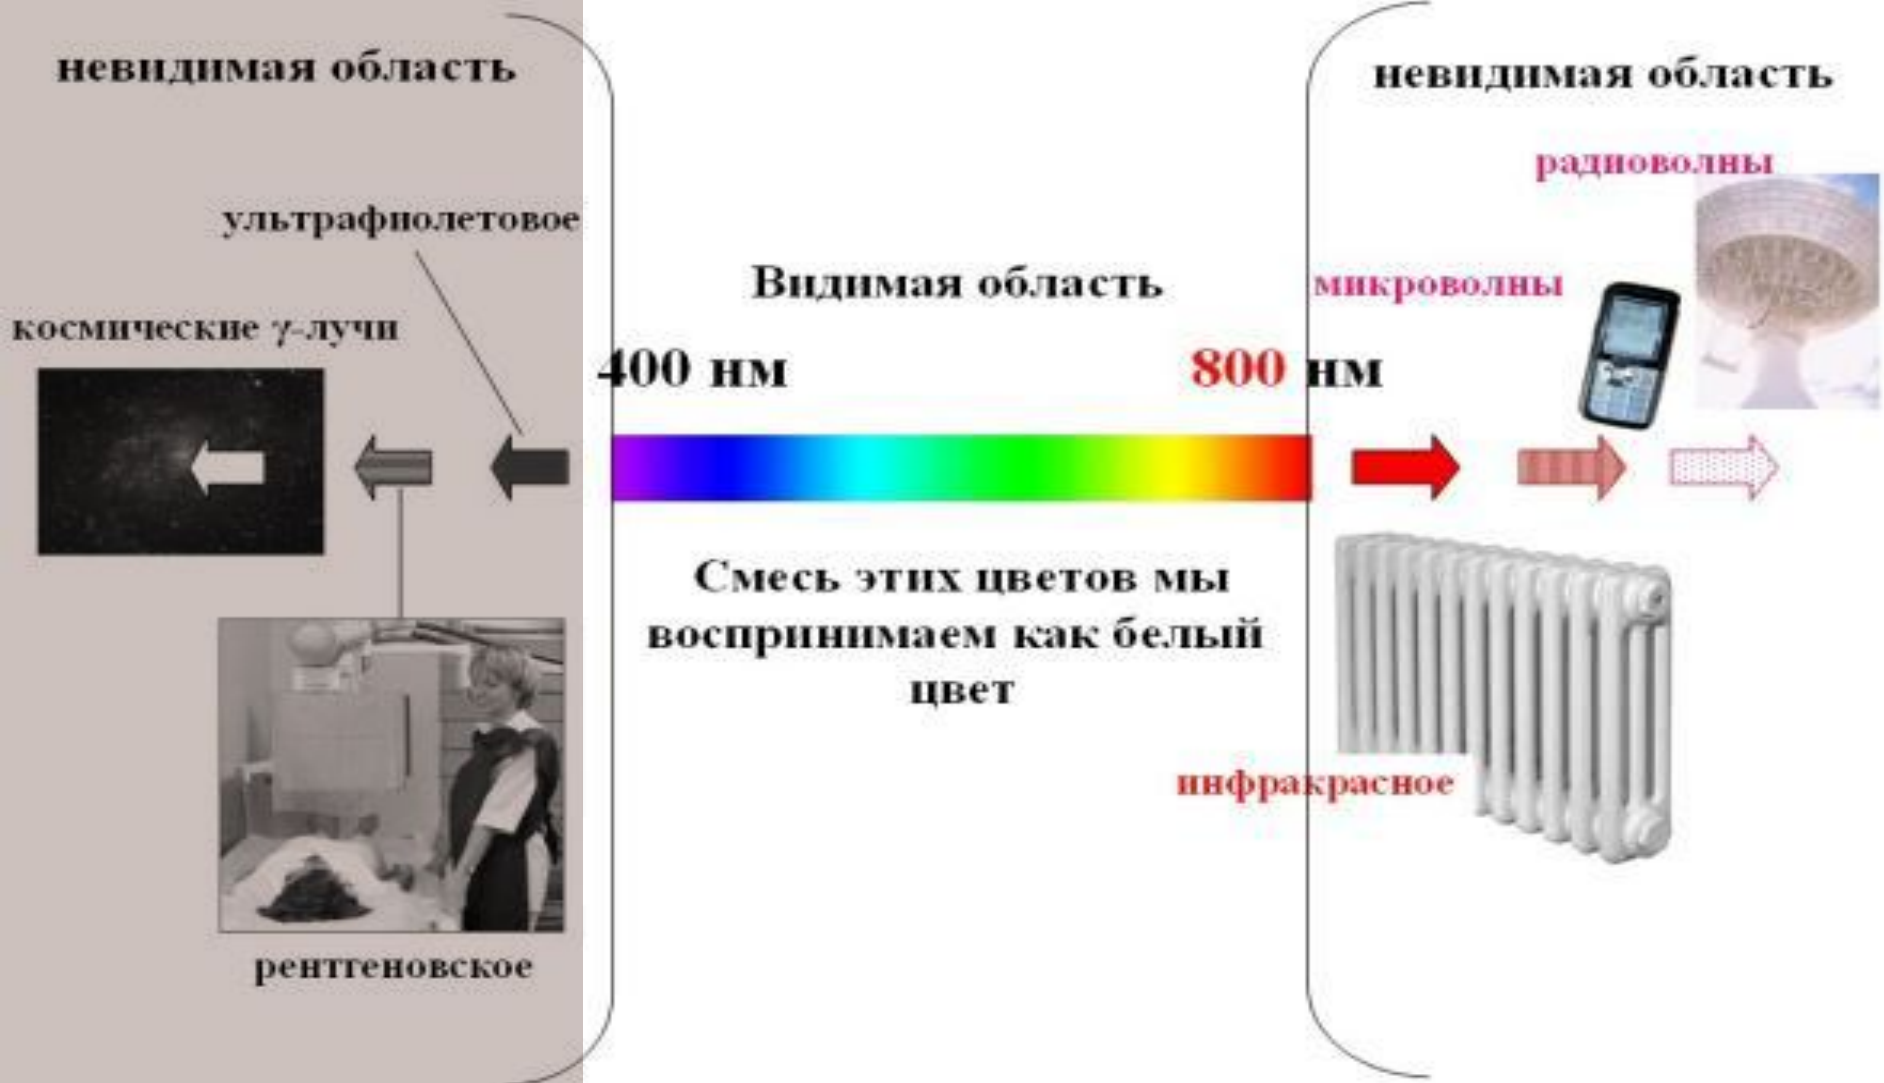 невидимая область
ультрафиолетовое
космические γ-лучи
рентгеновское
Видимая область
400 нм
800 нм
Смесь этих цветов мы
воспринимаем как белый
цвет
невидимая область
радиоволны
микроволны
инфракрасное